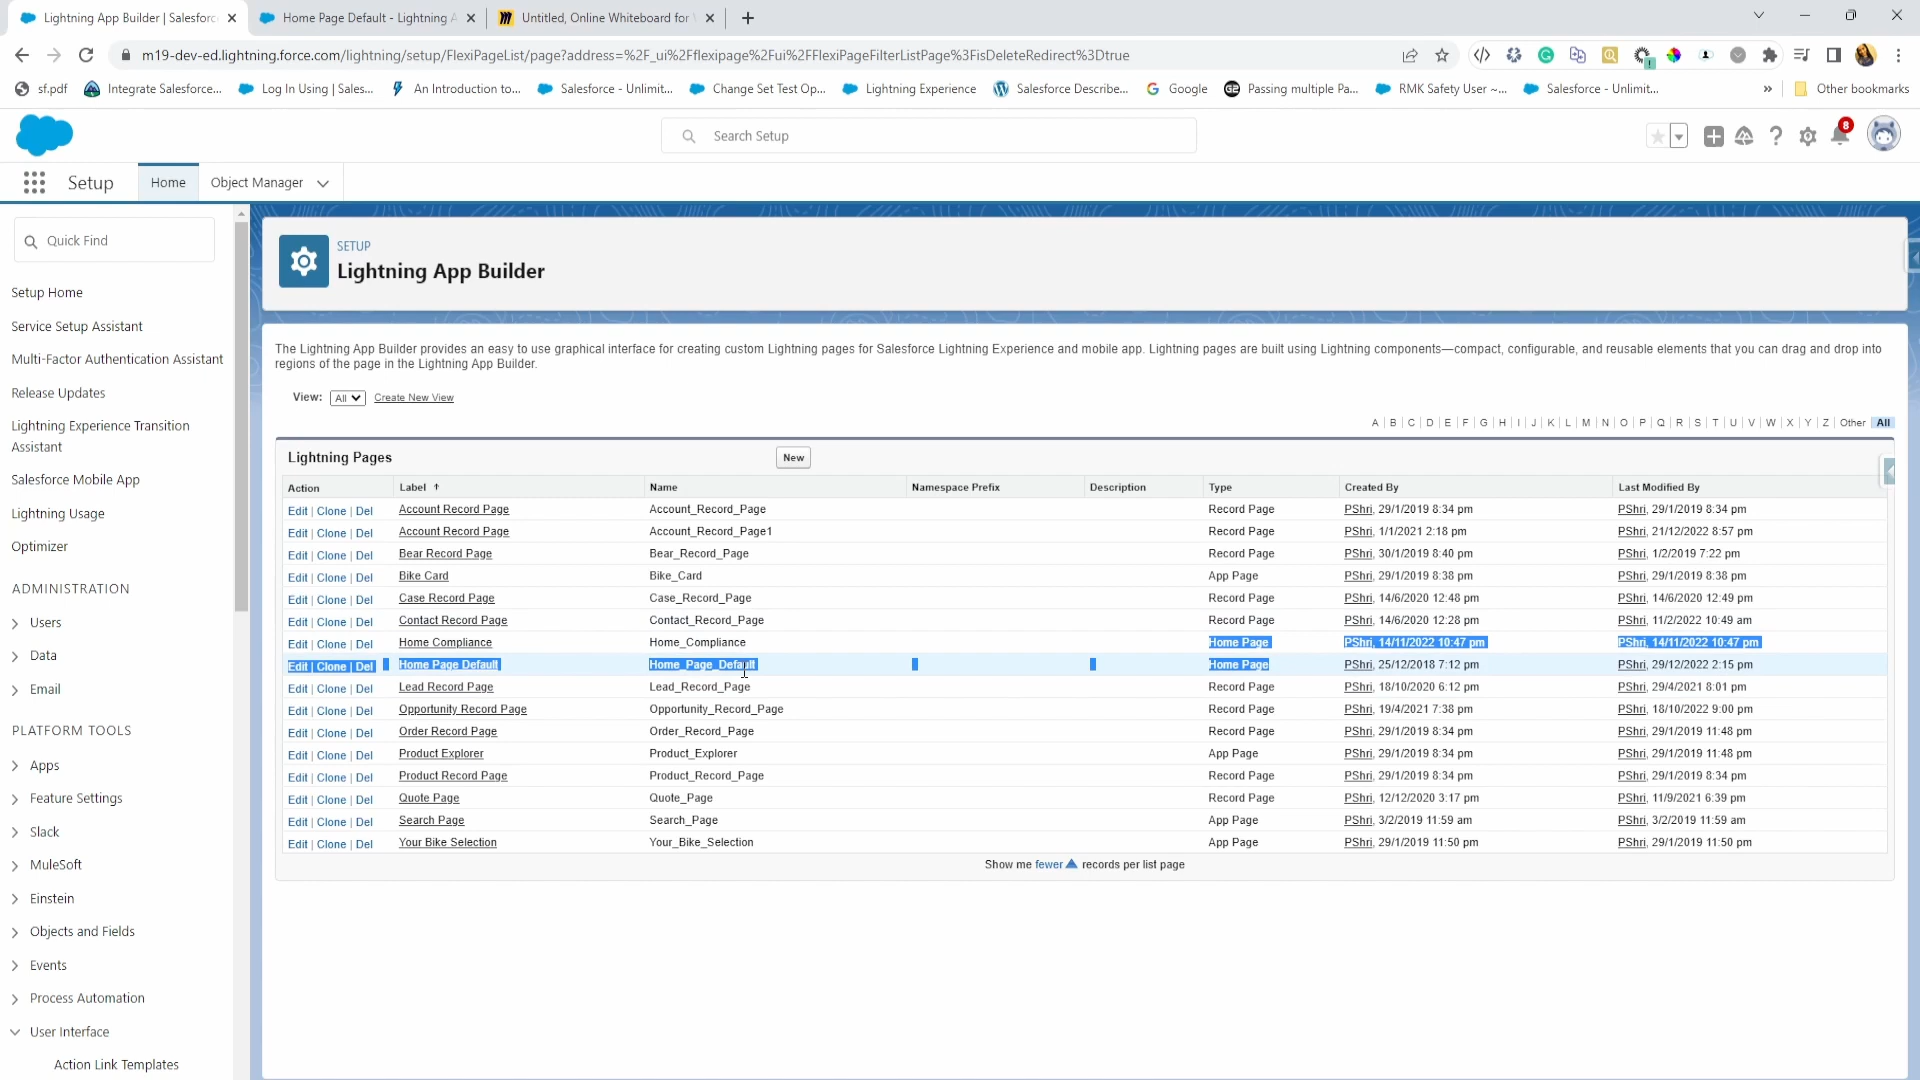 Lightning App Builder | Salesforc
Home Page Default - Lightning A
Untitled, Online Whiteboard for
m19-dev-ed.lightning.force.com/lightning/setup/FlexiPageList/page?address=%2F_ui%2Fflexipage%2Fui%2FFlexiPageFilterListPage%3FisDeleteRedirect%3Dtrue
sf.pdf
Integrate Salesforce...
Log In Using | Sales...
An Introduction to...
Salesforce - Unlimit...
Change Set Test Op...
Lightning Experience
Salesforce Describe...
Google
Passing multiple Pa...
RMK Safety User ~...
Salesforce - Unlimit...
»
Other bookmarks
Search Setup
8
Setup
Home
Object Manager
Quick Find
Setup Home
Service Setup Assistant
Multi-Factor Authentication Assistant
Release Updates
Lightning Experience Transition
Assistant
Salesforce Mobile App
Lightning Usage
Optimizer
ADMINISTRATION
Users
Data
Email
PLATFORM TOOLS
Apps
Feature Settings
Slack
MuleSoft
Einstein
Objects and Fields
Events
Process Automation
User Interface
Action Link Templates
SETUP
Lightning App Builder
The Lightning App Builder provides an easy to use graphical interface for creating custom Lightning pages for Salesforce Lightning Experience and mobile app. Lightning pages are built using Lightning components—compact, configurable, and reusable elements that you can drag and drop into
regions of the page in the Lightning App Builder.
View: All Create New View
A | B | C | D | E | F | G | H | I | J | K | L | M | N | O | P | Q | R | S | T | U | V | W | X | Y | Z | Other All
Lightning Pages New
Action Label Name Namespace Prefix Description Type Created By Last Modified By
Edit | Clone | Del Account Record Page Account_Record_Page Record Page PShri, 29/1/2019 8:34 pm PShri, 29/1/2019 8:34 pm
Edit | Clone | Del Account Record Page Account_Record_Page1 Record Page PShri, 1/1/2021 2:18 pm PShri, 21/12/2022 8:57 pm
Edit | Clone | Del Bear Record Page Bear_Record_Page Record Page PShri, 30/1/2019 8:40 pm PShri, 1/2/2019 7:22 pm
Edit | Clone | Del Bike Card Bike_Card App Page PShri, 29/1/2019 8:38 pm PShri, 29/1/2019 8:38 pm
Edit | Clone | Del Case Record Page Case_Record_Page Record Page PShri, 14/6/2020 12:48 pm PShri, 14/6/2020 12:49 pm
Edit | Clone | Del Contact Record Page Contact_Record_Page Record Page PShri, 14/6/2020 12:28 pm PShri, 11/2/2022 10:49 am
Edit | Clone | Del Home Compliance Home_Compliance Home Page PShri, 14/11/2022 10:47 pm PShri, 14/11/2022 10:47 pm
Edit | Clone | Del Home Page Default Home_Page_Default Home Page PShri, 25/12/2018 7:12 pm PShri, 29/12/2022 2:15 pm
Edit | Clone | Del Lead Record Page Lead_Record_Page Record Page PShri, 18/10/2020 6:12 pm PShri, 29/4/2021 8:01 pm
Edit | Clone | Del Opportunity Record Page Opportunity_Record_Page Record Page PShri, 19/4/2021 7:38 pm PShri, 18/10/2022 9:00 pm
Edit | Clone | Del Order Record Page Order_Record_Page Record Page PShri, 29/1/2019 8:34 pm PShri, 29/1/2019 11:48 pm
Edit | Clone | Del Product Explorer Product_Explorer App Page PShri, 29/1/2019 8:34 pm PShri, 29/1/2019 11:48 pm
Edit | Clone | Del Product Record Page Product_Record_Page Record Page PShri, 29/1/2019 8:34 pm PShri, 29/1/2019 8:34 pm
Edit | Clone | Del Quote Page Quote_Page Record Page PShri, 12/12/2020 3:17 pm PShri, 11/9/2021 6:39 pm
Edit | Clone | Del Search Page Search_Page App Page PShri, 3/2/2019 11:59 am PShri, 3/2/2019 11:59 am
Edit | Clone | Del Your Bike Selection Your_Bike_Selection App Page PShri, 29/1/2019 11:50 pm PShri, 29/1/2019 11:50 pm
Show me fewer records per list page